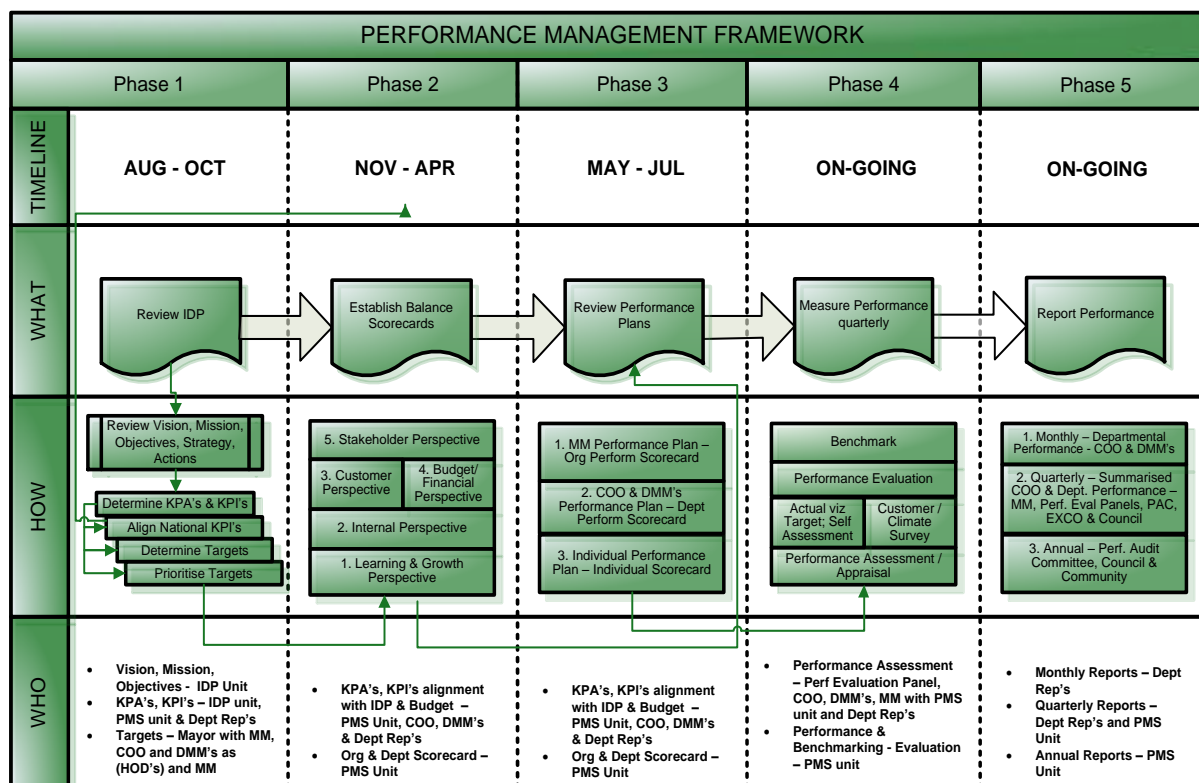 PERFORMANCE MANAGEMENT FRAMEWORK
Phase 1
Phase 2
Phase 3
Phase 4
Phase 5
TIMELINE
AUG - OCT
NOV - APR
MAY - JUL
ON-GOING
ON-GOING
WHAT
Review IDP
Establish Balance
Scorecards
Review Performance
Plans
Measure Performance
quarterly
Report Performance
HOW
Review Vision, Mission,
Objectives, Strategy,
Actions
Determine KPA's & KPI's
Align National KPI's
Determine Targets
Prioritise Targets
5. Stakeholder Perspective
3. Customer
Perspective
4. Budget/
Financial
Perspective
2. Internal Perspective
1. Learning & Growth
Perspective
1. MM Performance Plan –
Org Perform Scorecard
2. COO & DMM's
Performance Plan - Dept
Perform Scorecard
3. Individual Performance
Plan – Individual Scorecard
Benchmark
Performance Evaluation
Actual viz
Target; Self
Assessment
Customer /
Climate
Survey
Performance Assessment /
Appraisal
1. Monthly – Departmental
Performance - COO & DMM's
2. Quarterly – Summarised
COO & Dept. Performance –
MM, Perf. Eval Panels, PAC,
EXCO & Council
3. Annual – Perf. Audit
Committee, Council &
Community
WHO
• Vision, Mission,
Objectives - IDP Unit
• KPA's, KPI's – IDP unit,
PMS unit & Dept Rep's
• Targets – Mayor with MM,
COO and DMM's as
(HOD's) and MM
• KPA's, KPI's alignment
with IDP & Budget –
PMS Unit, COO, DMM's
& Dept Rep's
• Org & Dept Scorecard –
PMS Unit
• KPA's, KPI's alignment
with IDP & Budget –
PMS Unit, COO, DMM's
& Dept Rep's
• Org & Dept Scorecard –
PMS Unit
• Performance Assessment
– Perf Evaluation Panel,
COO, DMM's, MM with PMS
unit and Dept Rep's
• Performance &
Benchmarking - Evaluation
– PMS unit
• Monthly Reports – Dept
Rep's
• Quarterly Reports –
Dept Rep's and PMS
Unit
• Annual Reports – PMS
Unit